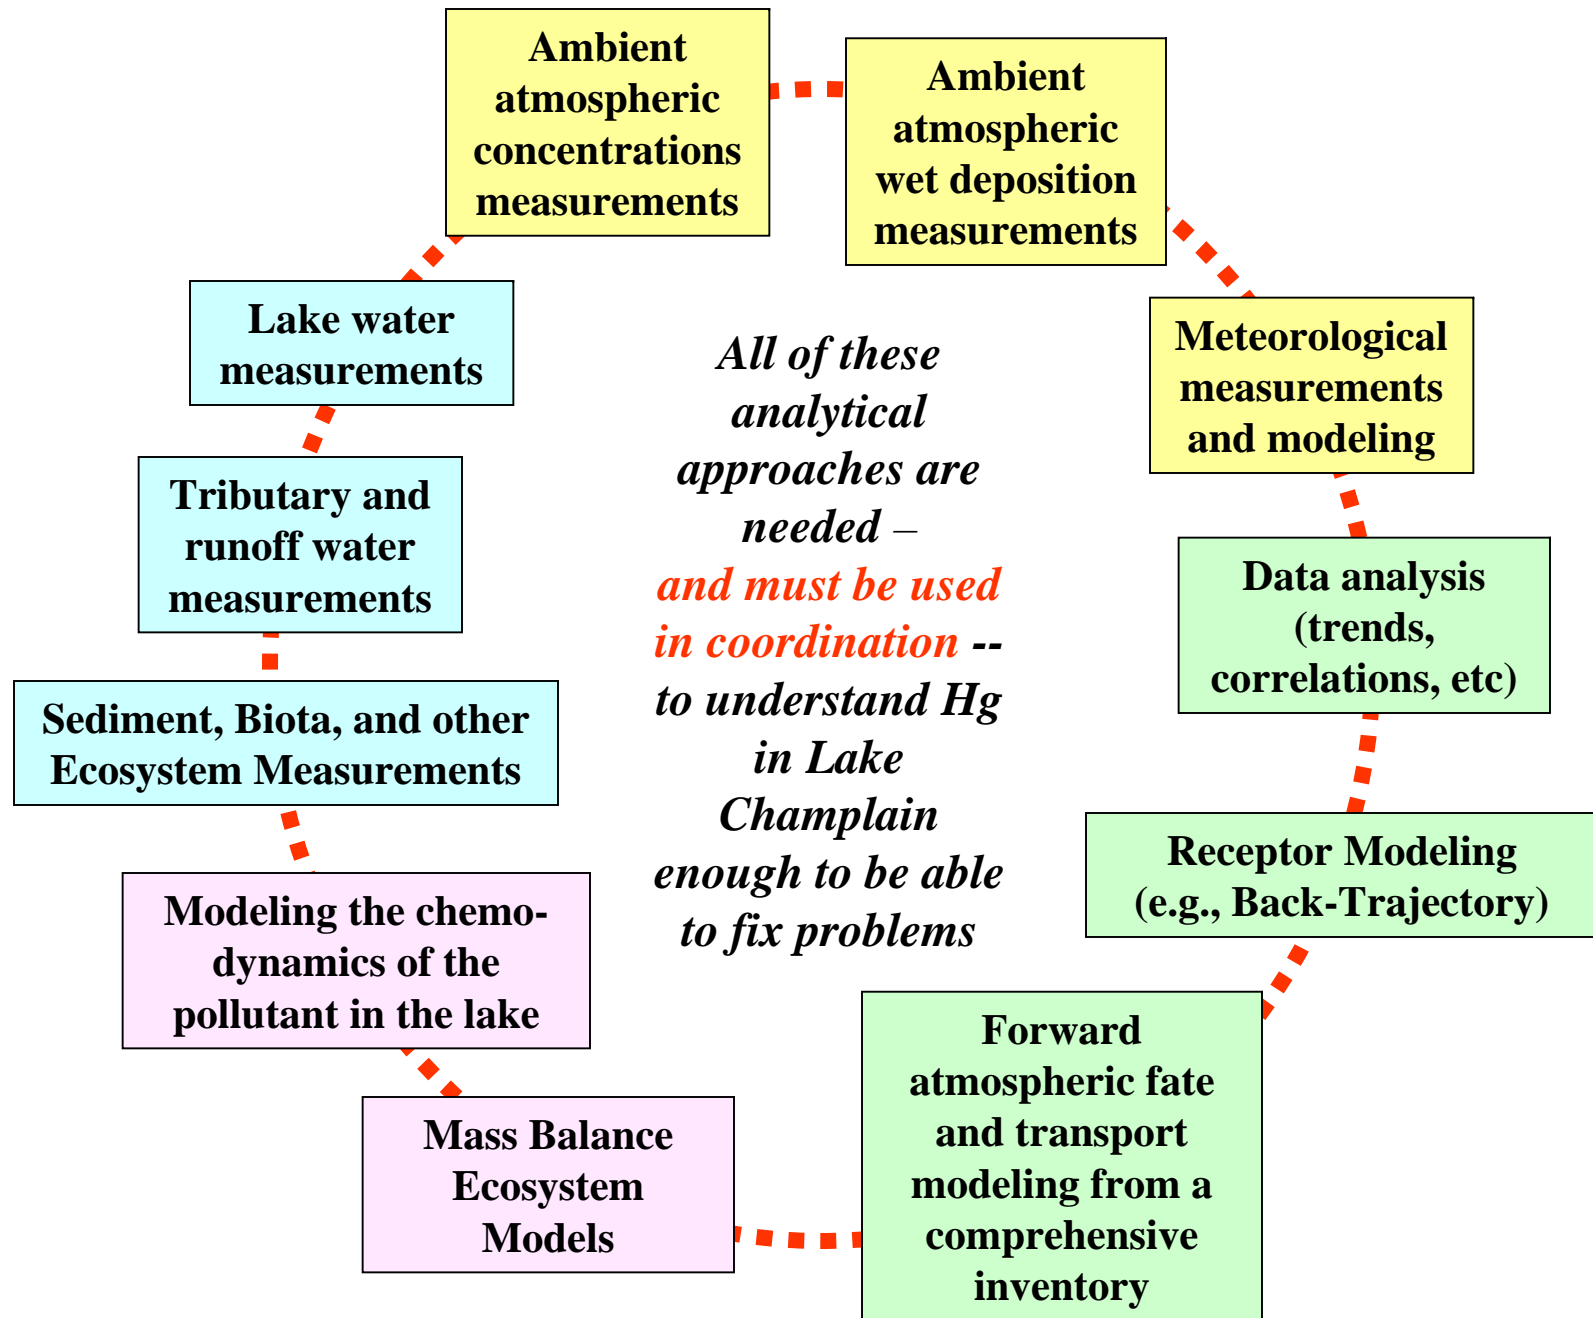 Ambient
atmospheric
concentrations
measurements
Ambient
atmospheric
wet deposition
measurements
Meteorological
measurements
and modeling
Data analysis
(trends,
correlations, etc)
Receptor Modeling
(e.g., Back-Trajectory)
Forward
atmospheric fate
and transport
modeling from a
comprehensive
inventory
Mass Balance
Ecosystem
Models
Modeling the chemo-
dynamics of the
pollutant in the lake
Sediment, Biota, and other
Ecosystem Measurements
Tributary and
runoff water
measurements
Lake water
measurements
All of these
analytical
approaches are
needed –
and must be used
in coordination --
to understand Hg
in Lake
Champlain
enough to be able
to fix problems